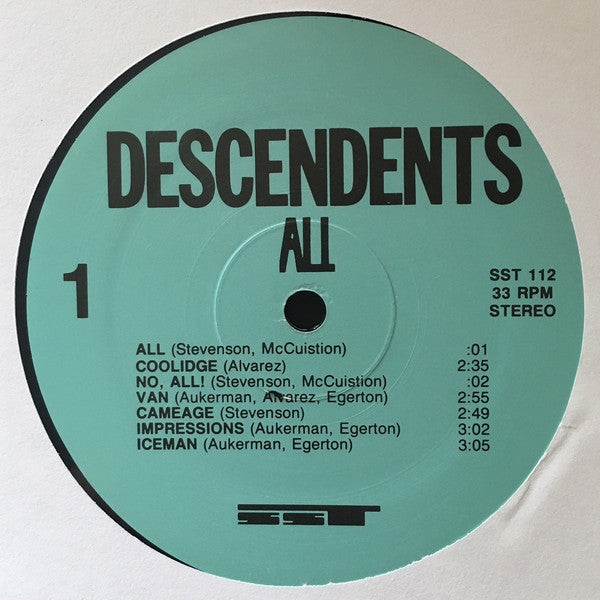 DESCENDENTS
ALL
1
SST 112
33 RPM
STEREO
ALL (Stevenson, McCuistion) :01
COOLIDGE (Alvarez) 2:35
NO, ALL! (Stevenson, McCuistion) :02
VAN (Aukerman, Alvarez, Egerton) 2:55
CAMEAGE (Stevenson) 2:49
IMPRESSIONS (Aukerman, Egerton) 3:02
ICEMAN (Aukerman, Egerton) 3:05
SST